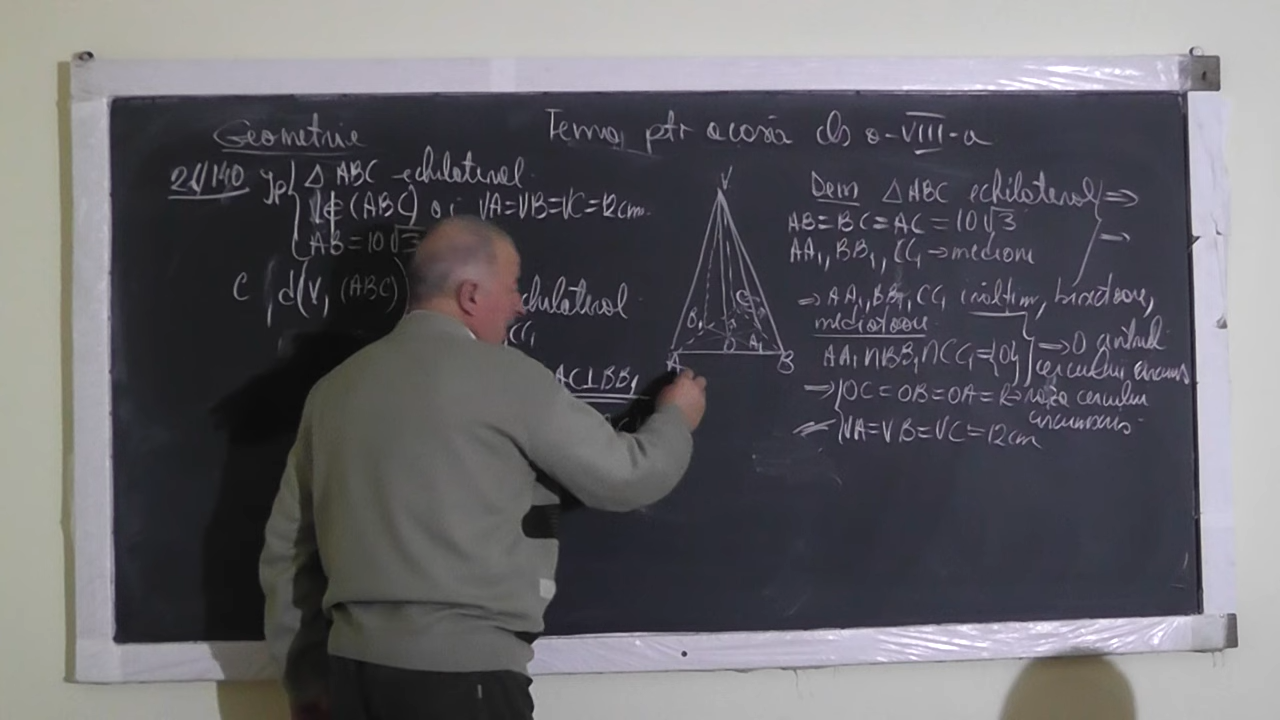 Geometrie
Tema ptr acasă cls a-VIII-a
21/140 Ip Δ ABC echilateral.
V∉(ABC) a.i. VA=VB=VC=12cm.
AB=10√3
C d(V, (ABC)
echilateral
CC₁
AC⊥BB₁
V
C
B₁
O
A₁
A
B
Dem ΔABC echilateral ⇒
AB=BC=AC=10√3 ⇒
AA₁, BB₁, CC₁ → mediane
⇒ AA₁, BB₁, CC₁ înălțimi, bisectoare,
mediatoare
AA₁∩BB₁∩CC₁={O} ⇒ O centrul
cercului circums
⇒ OC=OB=OA=R → raza cercului
circumscris.
VA=VB=VC=12cm